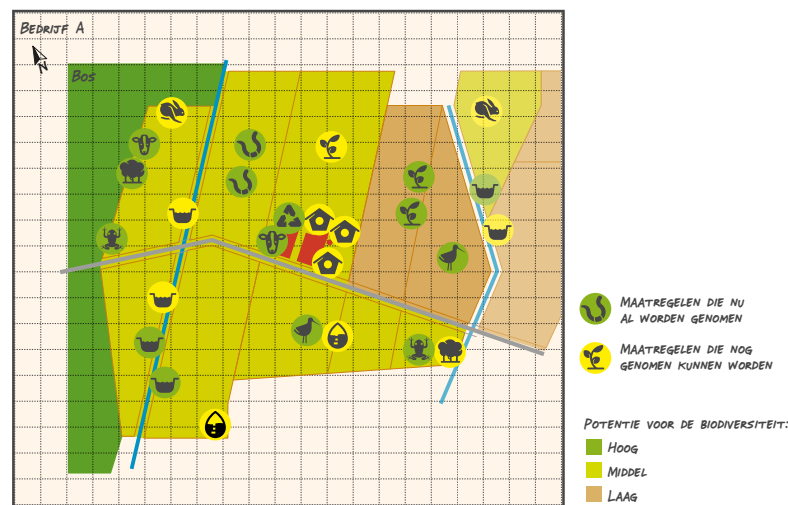 Bedrijf A
N
Bos
Maatregelen die nu
al worden genomen
Maatregelen die nog
genomen kunnen worden
Potentie voor de biodiversiteit:
Hoog
Middel
Laag